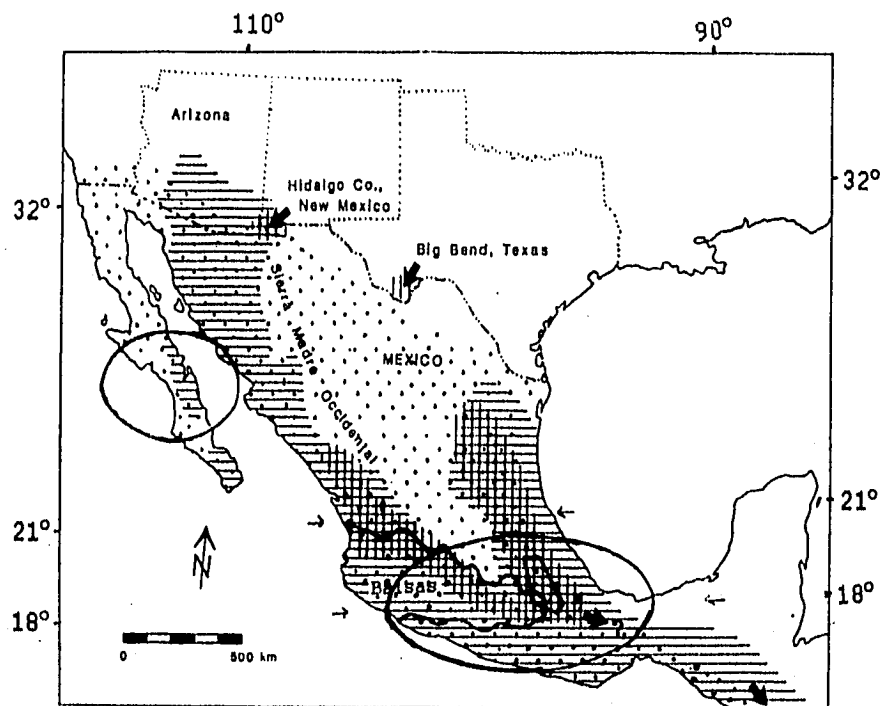 110° 90°
Arizona
32° 32°
Hidalgo Co.,
New Mexico
Big Bend, Texas
Sierra Madre Occidental
MEXICO
21° 21°
BALSAS
18° 18°
N
0 500 km